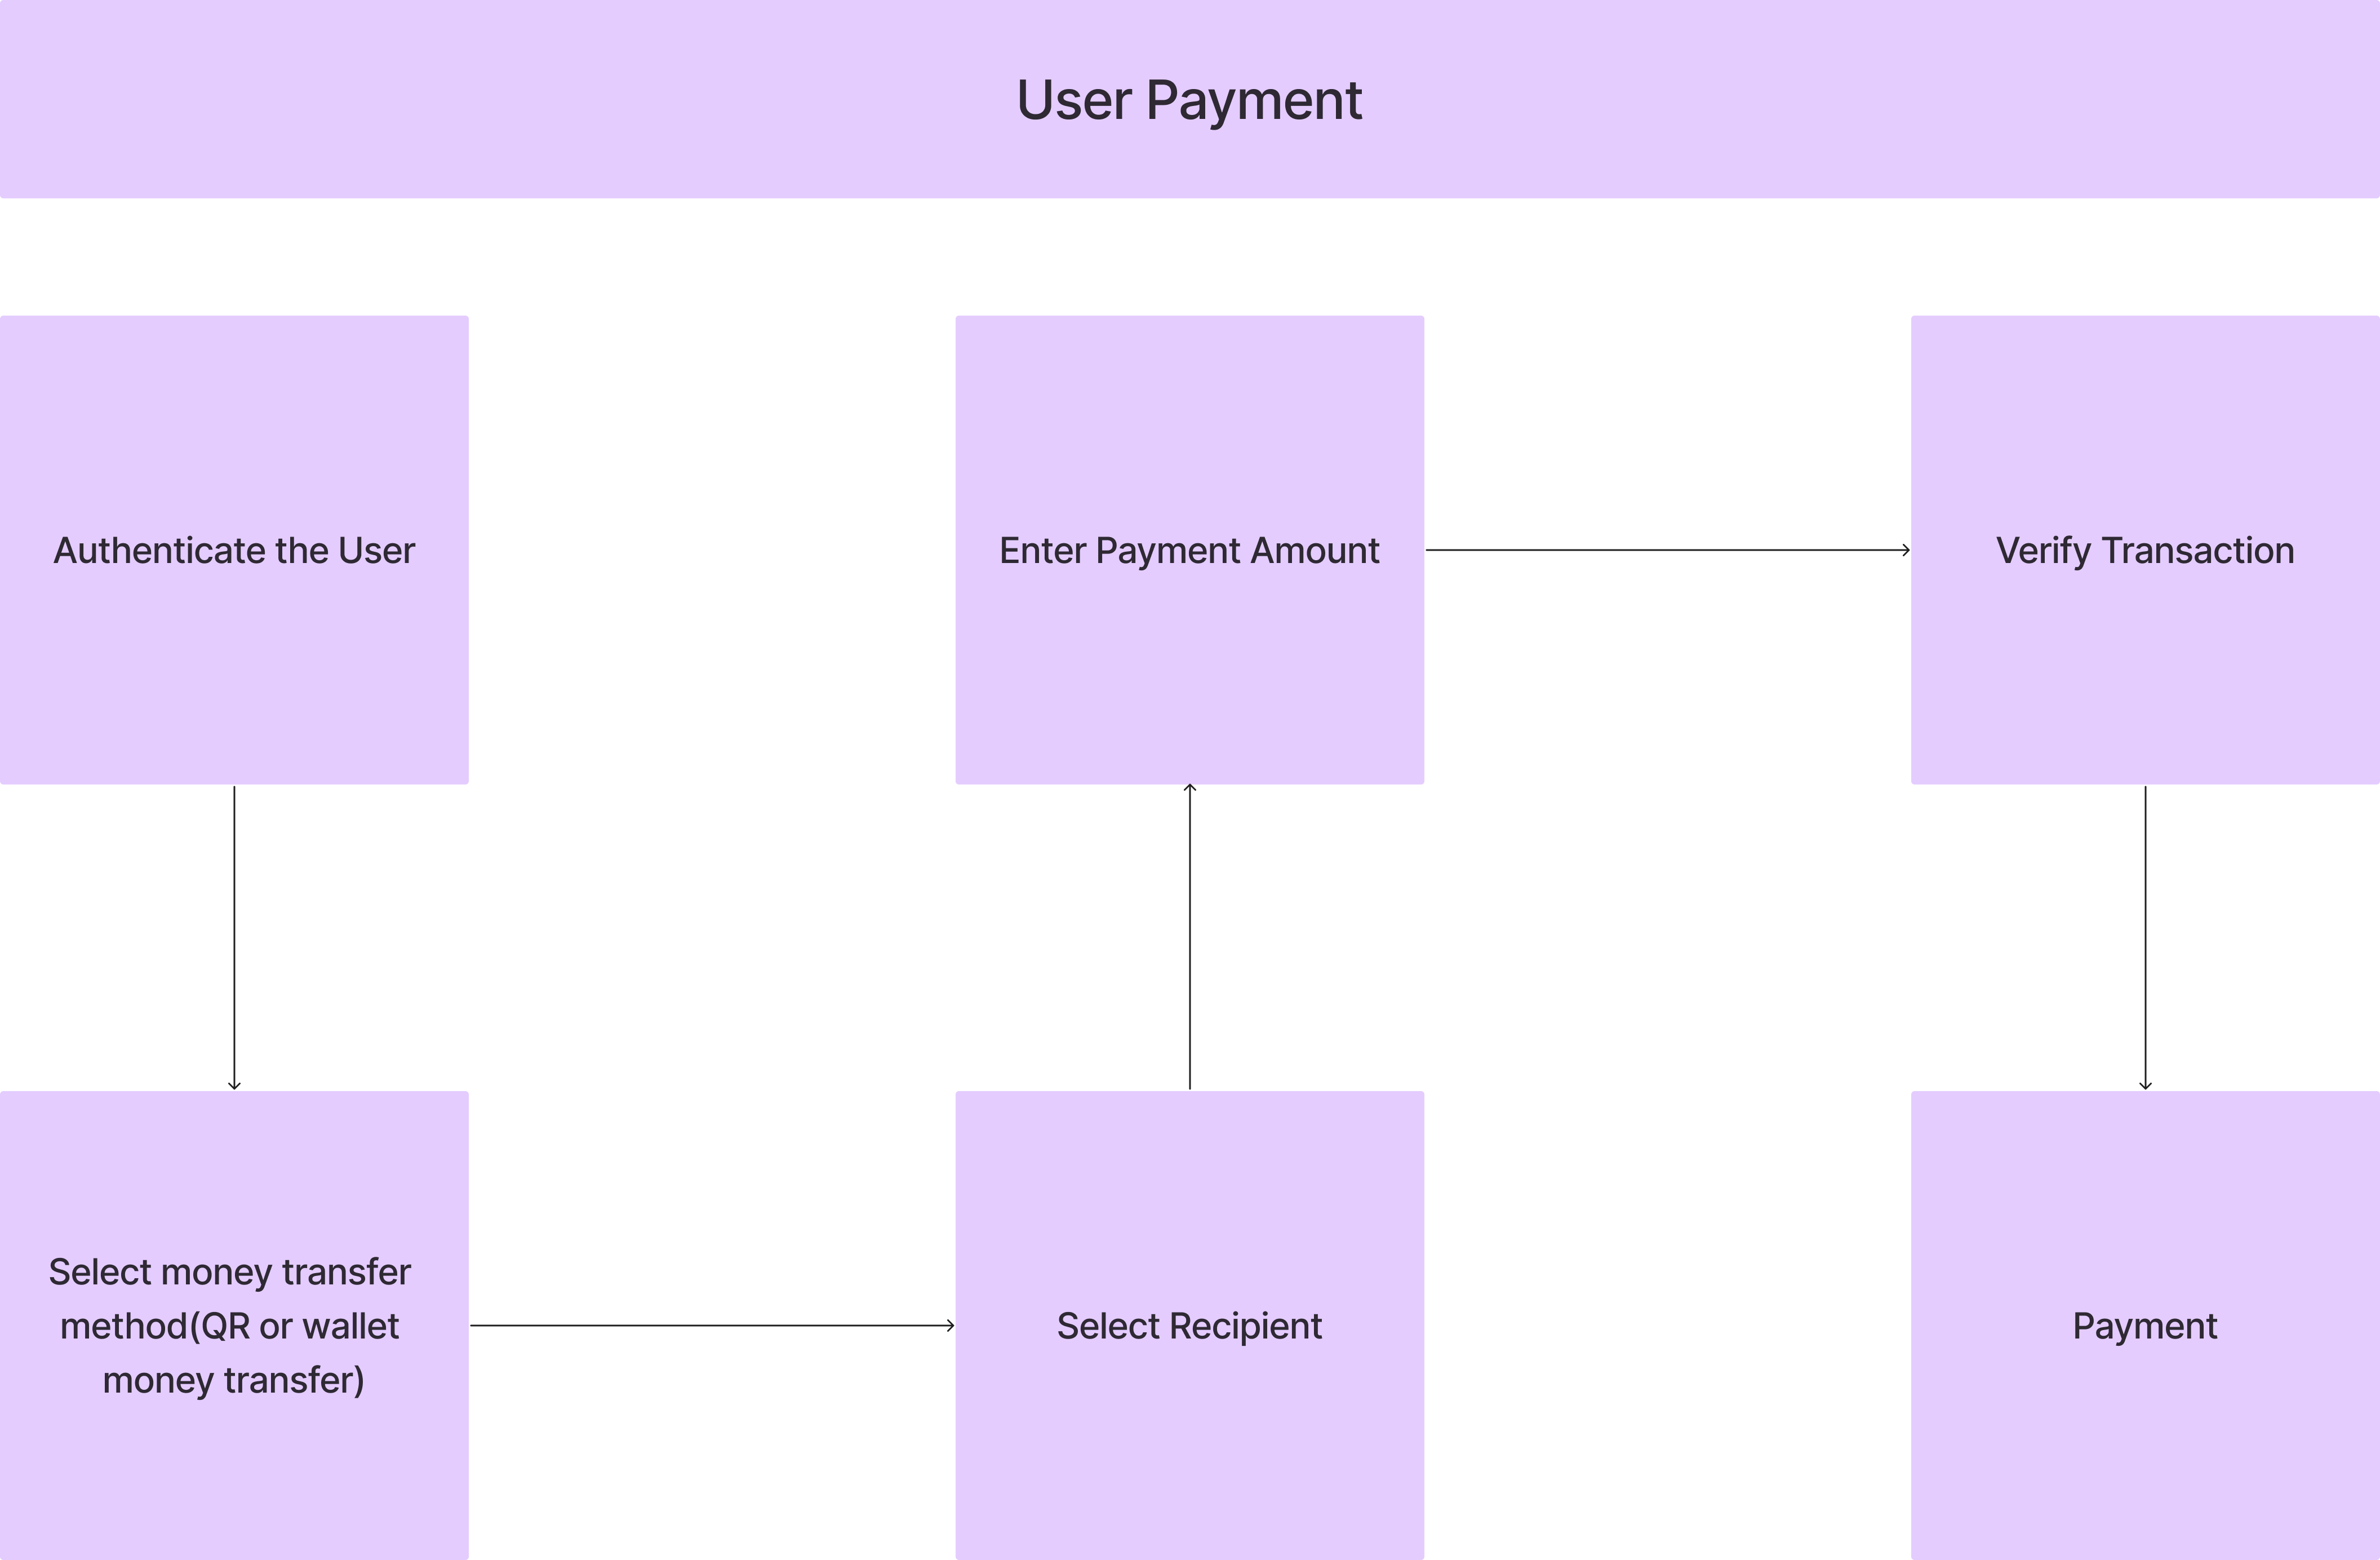 User Payment
Authenticate the User
Enter Payment Amount
Verify Transaction
Select money transfer
method(QR or wallet
money transfer)
Select Recipient
Payment